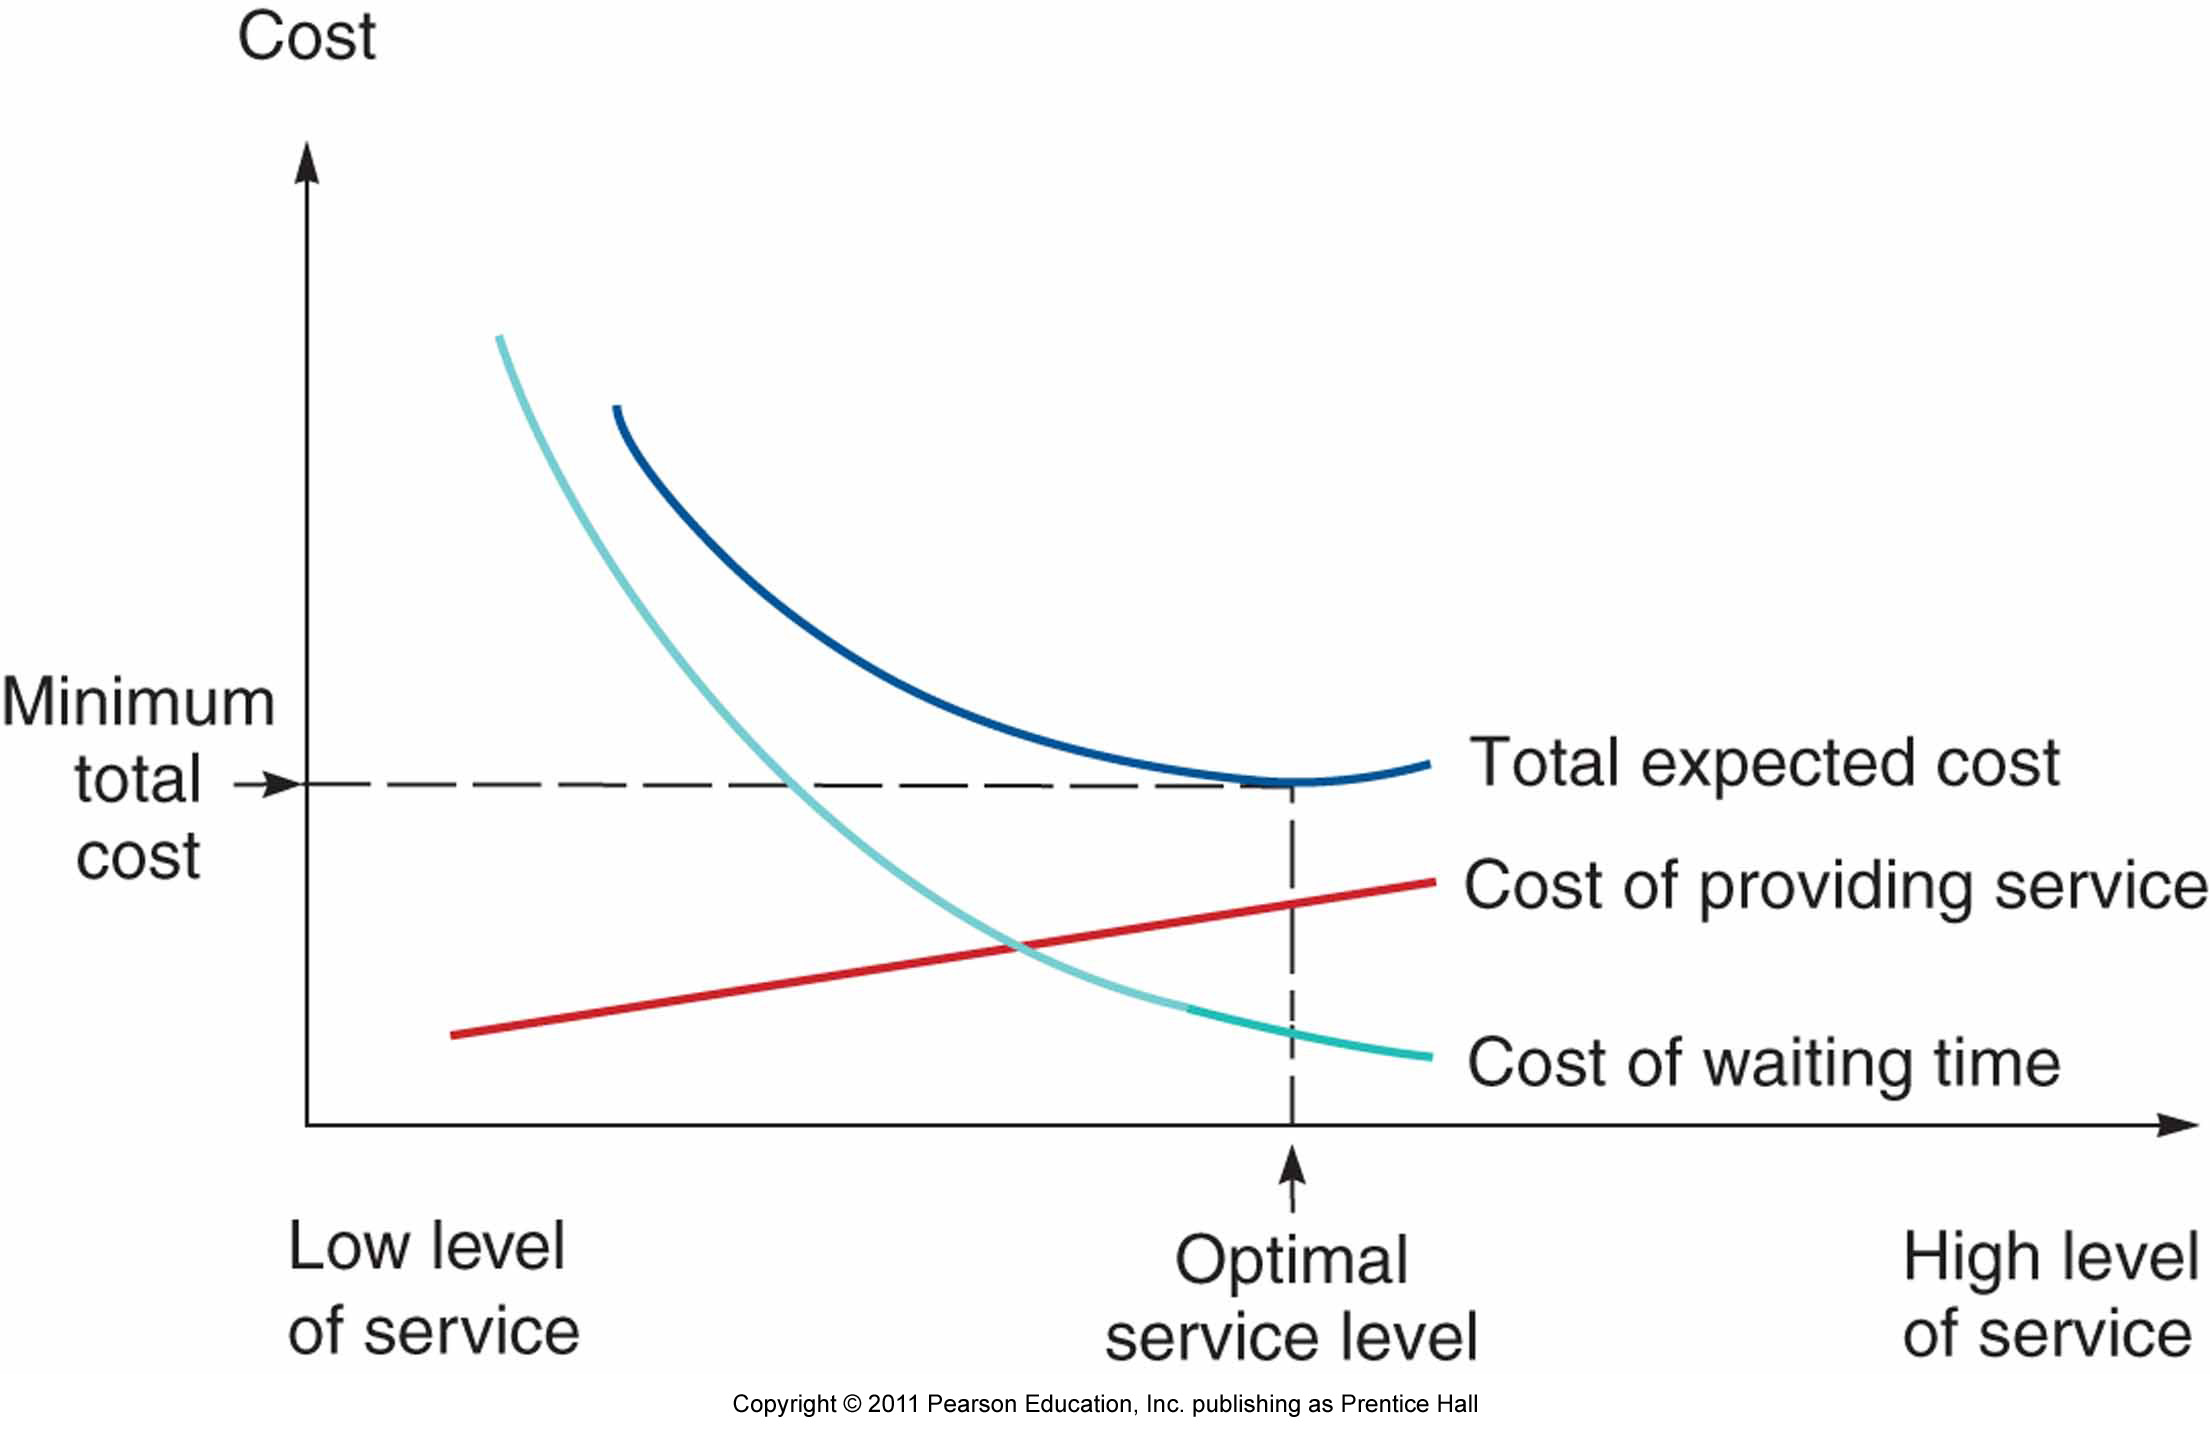 Cost
Minimum
total
cost
Total expected cost
Cost of providing service
Cost of waiting time
Low level
of service
Optimal
service level
High level
of service
Copyright © 2011 Pearson Education, Inc. publishing as Prentice Hall